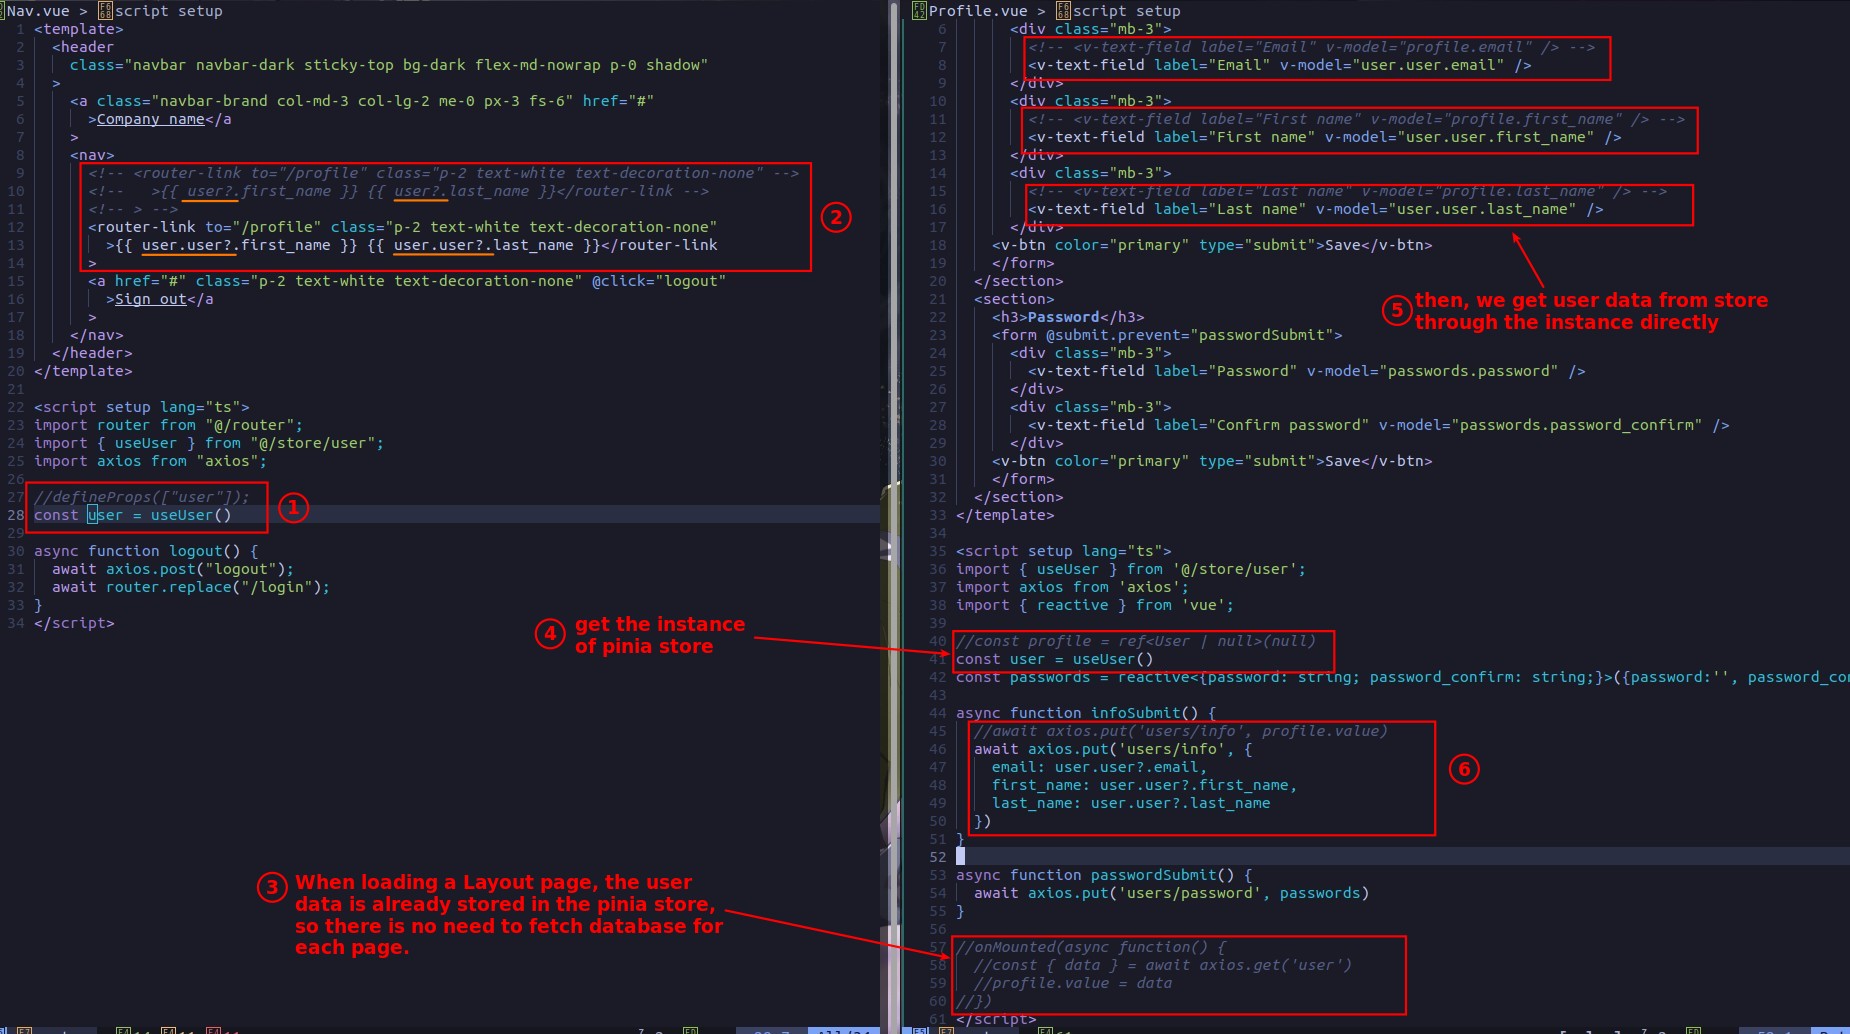 Nav.vue > script setup
1 <template>
2 <header
3 class="navbar navbar-dark sticky-top bg-dark flex-md-nowrap p-0 shadow"
4 >
5 <a class="navbar-brand col-md-3 col-lg-2 me-0 px-3 fs-6" href="#"
6 >Company name</a
7 >
8 <nav>
9 <!-- <router-link to="/profile" class="p-2 text-white text-decoration-none" -->
10 <!-- >{{ user?.first_name }} {{ user?.last_name }}</router-link -->
11 <!-- > -->
12 <router-link to="/profile" class="p-2 text-white text-decoration-none"
13 >{{ user.user?.first_name }} {{ user.user?.last_name }}</router-link
14 >
15 <a href="#" class="p-2 text-white text-decoration-none" @click="logout"
16 >Sign out</a
17 >
18 </nav>
19 </header>
20 </template>
21
22 <script setup lang="ts">
23 import router from "@/router";
24 import { useUser } from "@/store/user";
25 import axios from "axios";
26
27 //defineProps(["user"]);
28 const user = useUser()
29
30 async function logout() {
31 await axios.post("logout");
32 await router.replace("/login");
33 }
34 </script>
1
2
3 When loading a Layout page, the user
data is already stored in the pinia store,
so there is no need to fetch database for
each page.
4 get the instance
of pinia store
Profile.vue > script setup
6 <div class="mb-3">
7 <!-- <v-text-field label="Email" v-model="profile.email" /> -->
8 <v-text-field label="Email" v-model="user.user.email" />
9 </div>
10 <div class="mb-3">
11 <!-- <v-text-field label="First name" v-model="profile.first_name" /> -->
12 <v-text-field label="First name" v-model="user.user.first_name" />
13 </div>
14 <div class="mb-3">
15 <!-- <v-text-field label="Last name" v-model="profile.last_name" /> -->
16 <v-text-field label="Last name" v-model="user.user.last_name" />
17 </div>
18 <v-btn color="primary" type="submit">Save</v-btn>
19 </form>
20 </section>
21 <section>
22 <h3>Password</h3>
23 <form @submit.prevent="passwordSubmit">
24 <div class="mb-3">
25 <v-text-field label="Password" v-model="passwords.password" />
26 </div>
27 <div class="mb-3">
28 <v-text-field label="Confirm password" v-model="passwords.password_confirm" />
29 </div>
30 <v-btn color="primary" type="submit">Save</v-btn>
31 </form>
32 </section>
33 </template>
34
35 <script setup lang="ts">
36 import { useUser } from '@/store/user';
37 import axios from 'axios';
38 import { reactive } from 'vue';
39
40 //const profile = ref<User | null>(null)
41 const user = useUser()
42 const passwords = reactive<{password: string; password_confirm: string;}>({password:'', password_co
43
44 async function infoSubmit() {
45 //await axios.put('users/info', profile.value)
46 await axios.put('users/info', {
47 email: user.user?.email,
48 first_name: user.user?.first_name,
49 last_name: user.user?.last_name
50 })
51 }
52
53 async function passwordSubmit() {
54 await axios.put('users/password', passwords)
55 }
56
57 //onMounted(async function() {
58 //const { data } = await axios.get('user')
59 //profile.value = data
60 //})
61 </script>
5 then, we get user data from store
through the instance directly
6